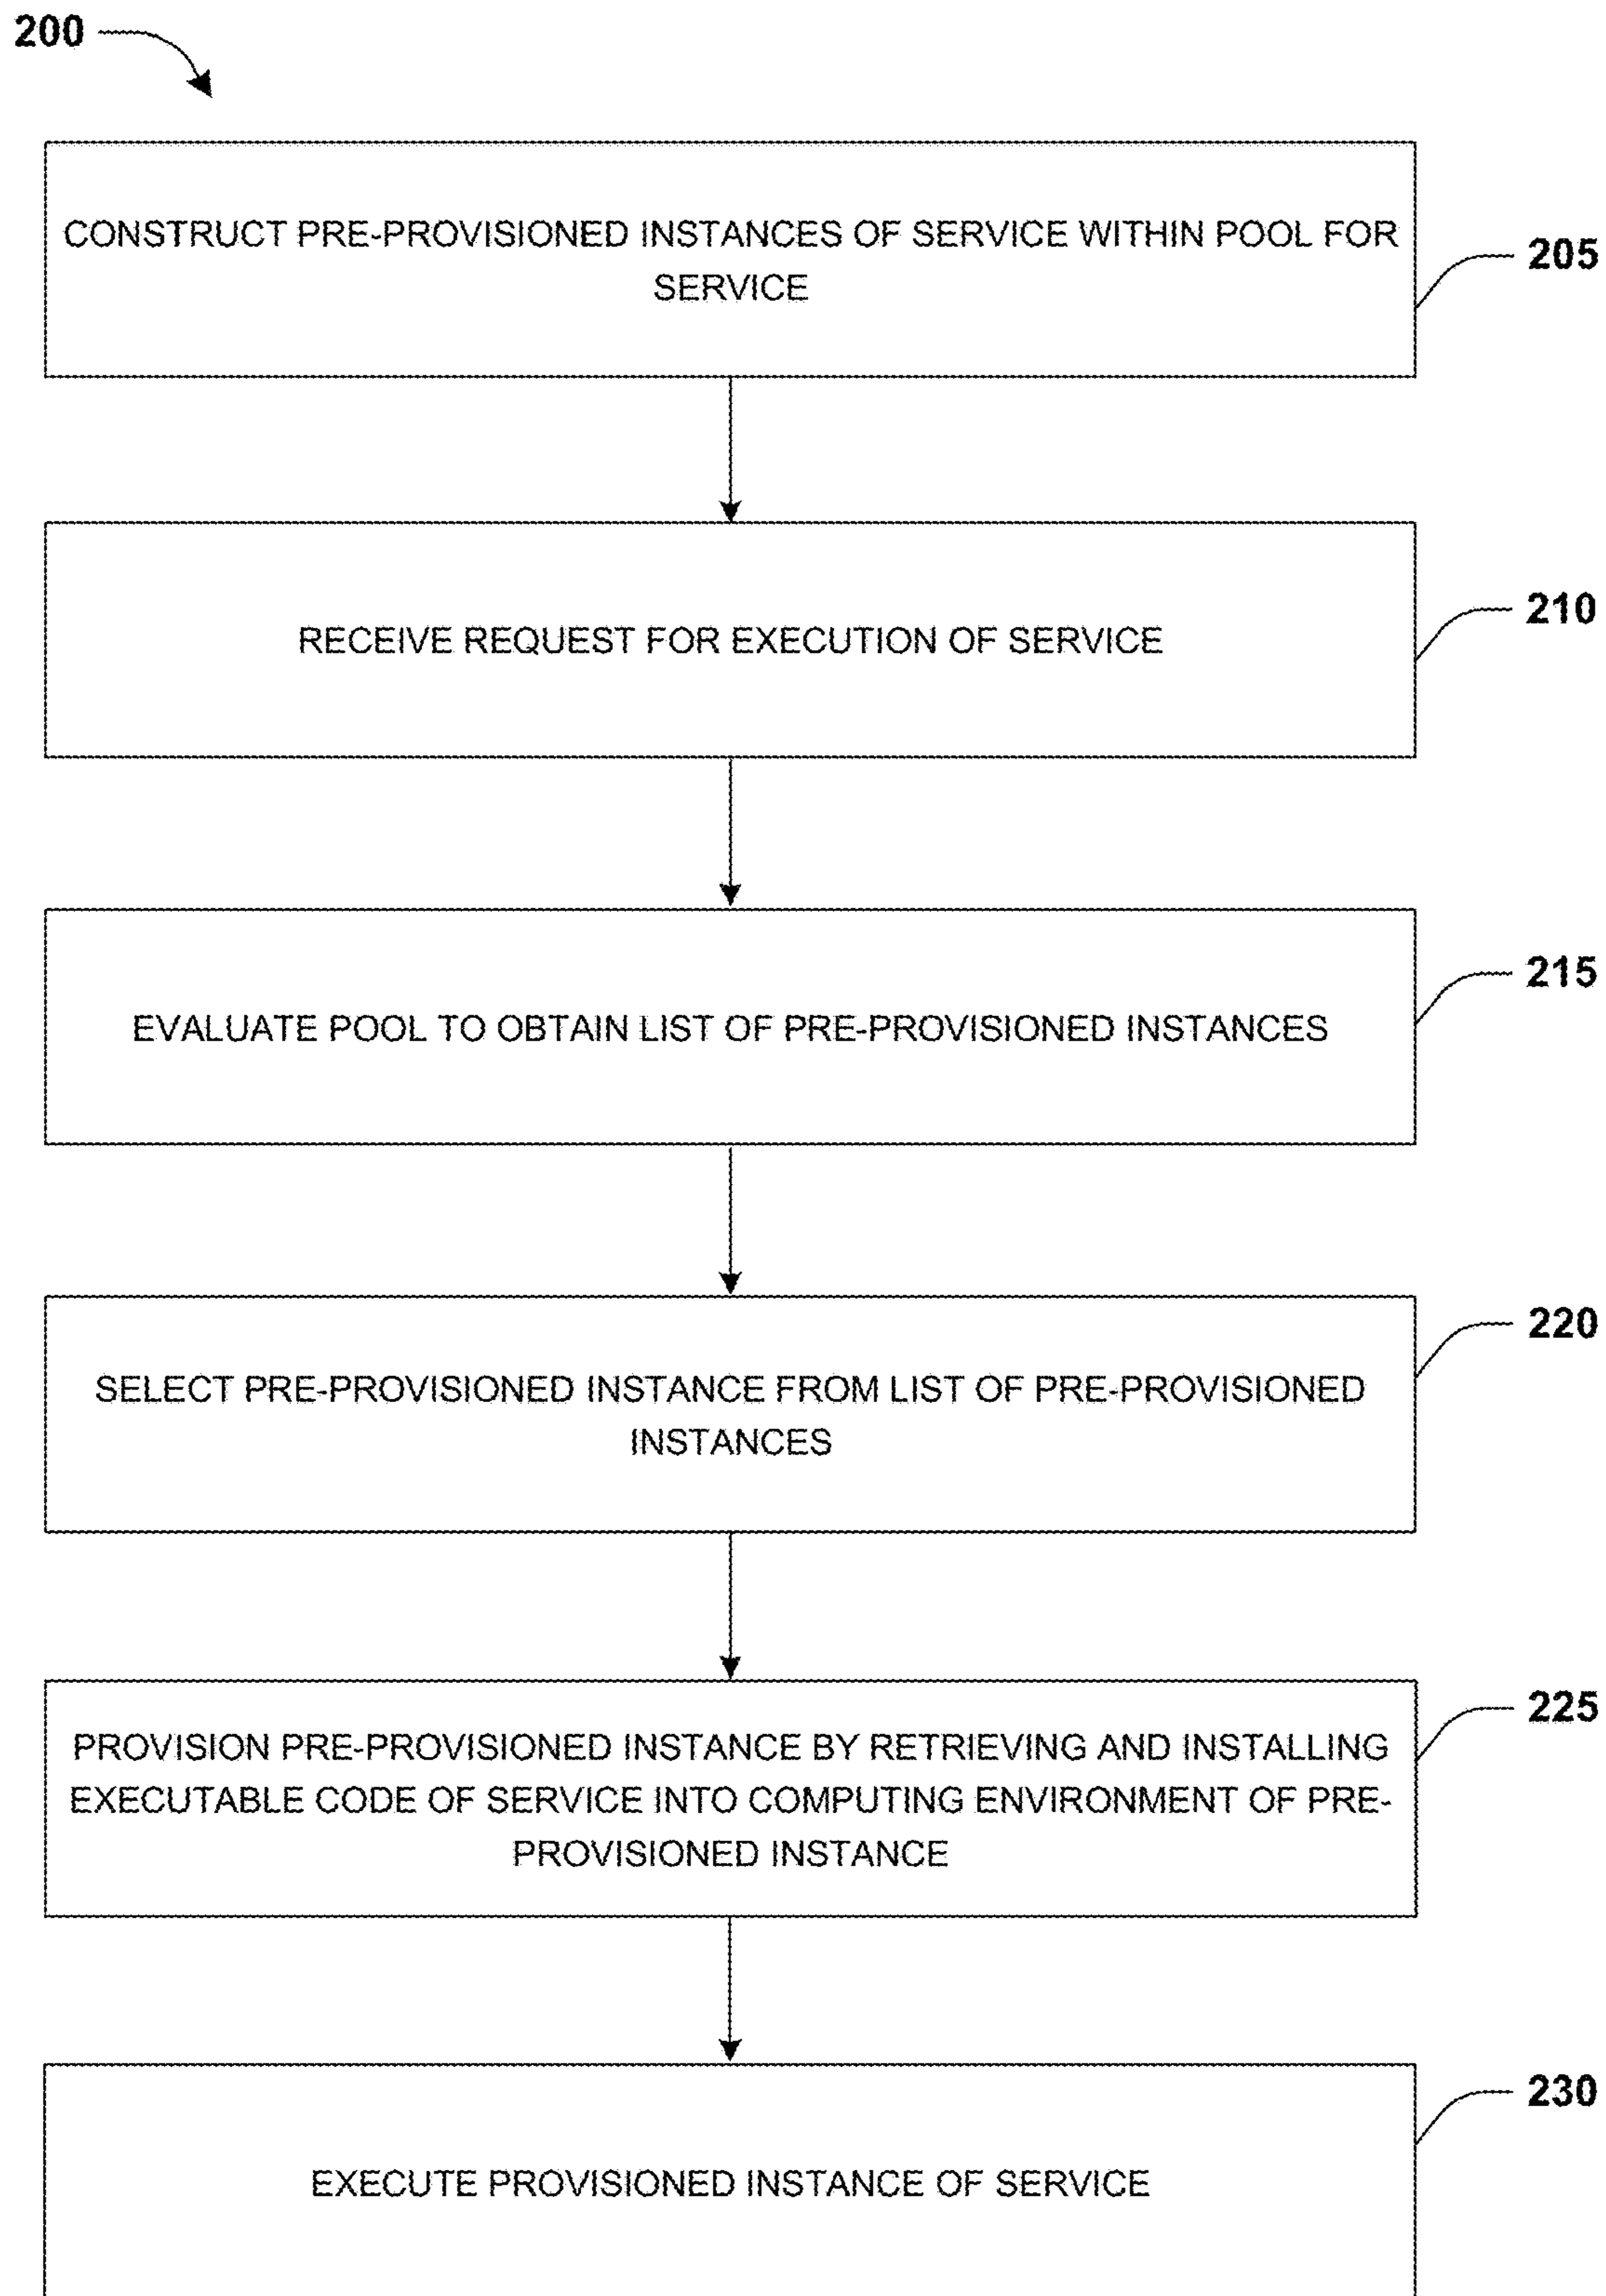 200
CONSTRUCT PRE-PROVISIONED INSTANCES OF SERVICE WITHIN POOL FOR
SERVICE
205
RECEIVE REQUEST FOR EXECUTION OF SERVICE
210
EVALUATE POOL TO OBTAIN LIST OF PRE-PROVISIONED INSTANCES
215
SELECT PRE-PROVISIONED INSTANCE FROM LIST OF PRE-PROVISIONED
INSTANCES
220
PROVISION PRE-PROVISIONED INSTANCE BY RETRIEVING AND INSTALLING
EXECUTABLE CODE OF SERVICE INTO COMPUTING ENVIRONMENT OF PRE-
PROVISIONED INSTANCE
225
EXECUTE PROVISIONED INSTANCE OF SERVICE
230